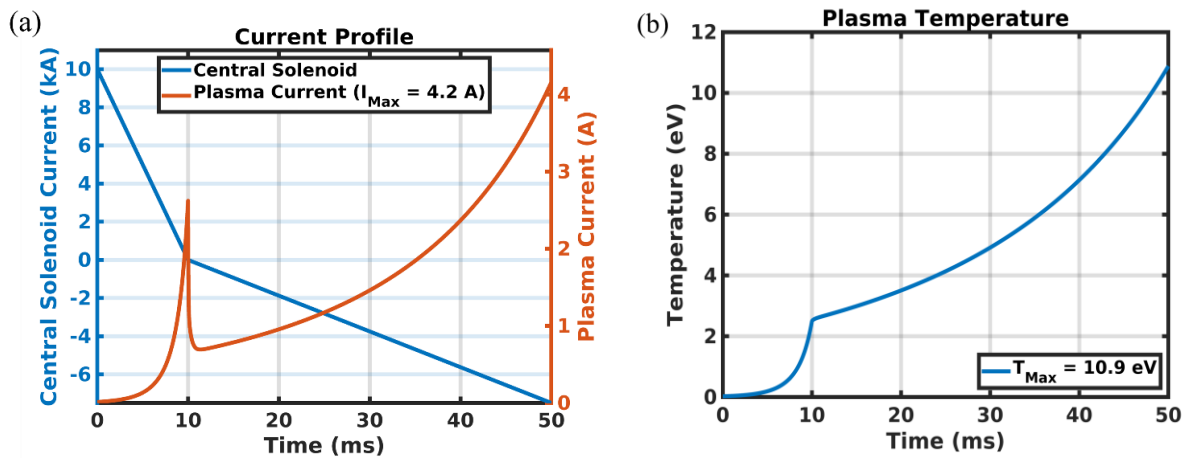 (a)
Current Profile
Central Solenoid Current (kA)
10
8
6
4
2
0
-2
-4
-6
Central Solenoid
Plasma Current (I_Max = 4.2 A)
4
3
2
1
0
Plasma Current (A)
0 10 20 30 40 50
Time (ms)
(b)
Plasma Temperature
Temperature (eV)
12
10
8
6
4
2
0
T_Max = 10.9 eV
0 10 20 30 40 50
Time (ms)